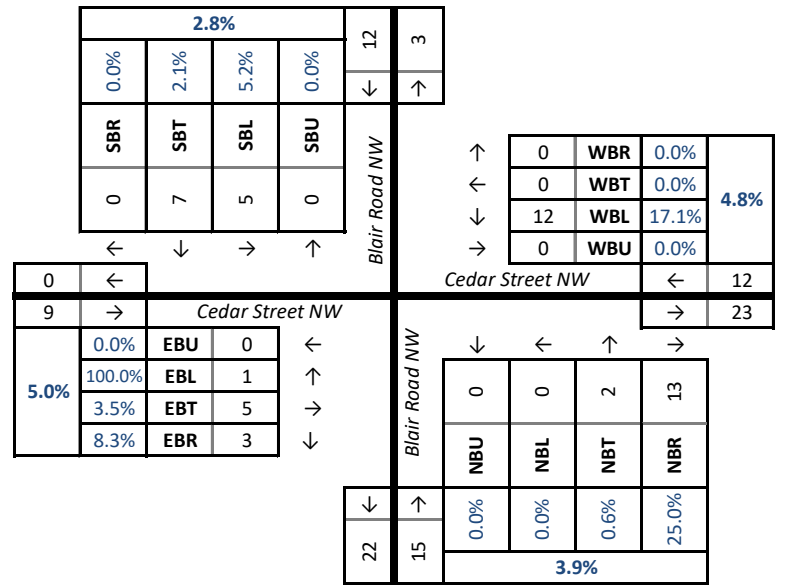 2.8%
12
3
0.0%
2.1%
5.2%
0.0%
↓
↑
SBR
SBT
SBL
SBU
0
7
5
0
Blair Road NW
← ↓ → ↑
↑ 0 WBR 0.0%
← 0 WBT 0.0%
↓ 12 WBL 17.1%
→ 0 WBU 0.0%
4.8%
0 ←
Cedar Street NW
← 12
9 →
Cedar Street NW
→ 23
5.0%
0.0% EBU 0 ←
100.0% EBL 1 ↑
3.5% EBT 5 →
8.3% EBR 3 ↓
Blair Road NW
↓ ← ↑ →
0
0
2
13
NBU
NBL
NBT
NBR
↓
↑
0.0%
0.0%
0.6%
25.0%
22
15
3.9%